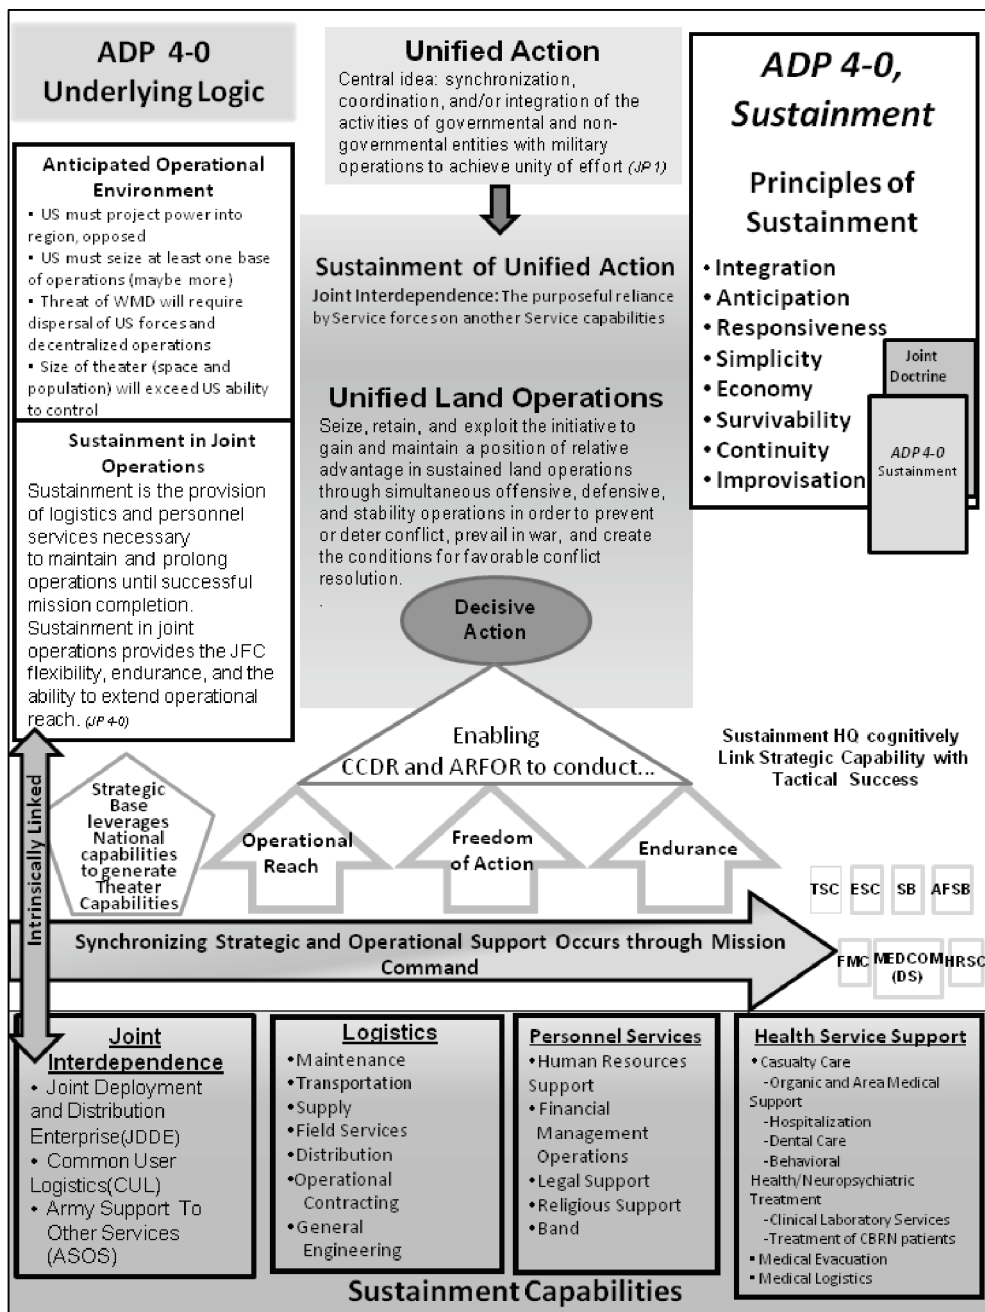 ADP 4-0
Underlying Logic
Unified Action
Central idea: synchronization,
coordination, and/or integration of the
activities of governmental and non-
governmental entities with military
operations to achieve unity of effort (JP 1)
ADP 4-0,
Sustainment
Principles of
Sustainment
• Integration
• Anticipation
• Responsiveness
• Simplicity
• Economy
• Survivability
• Continuity
• Improvisation
Joint
Doctrine
ADP 4-0
Sustainment
Anticipated Operational
Environment
▪ US must project power into
region, opposed
▪ US must seize at least one base
of operations (maybe more)
▪ Threat of WMD will require
dispersal of US forces and
decentralized operations
▪ Size of theater (space and
population) will exceed US ability
to control
Sustainment in Joint
Operations
Sustainment is the provision
of logistics and personnel
services necessary
to maintain and prolong
operations until successful
mission completion.
Sustainment in joint
operations provides the JFC
flexibility, endurance, and the
ability to extend operational
reach. (JP 4-0)
Sustainment of Unified Action
Joint Interdependence: The purposeful reliance
by Service forces on another Service capabilities
Unified Land Operations
Seize, retain, and exploit the initiative to
gain and maintain a position of relative
advantage in sustained land operations
through simultaneous offensive, defensive,
and stability operations in order to prevent
or deter conflict, prevail in war, and create
the conditions for favorable conflict
resolution.
.
Decisive
Action
Enabling
CCDR and ARFOR to conduct...
Sustainment HQ cognitively
Link Strategic Capability with
Tactical Success
Intrinsically Linked
Strategic
Base
leverages
National
capabilities
to generate
Theater
Capabilities
Operational
Reach
Freedom
of Action
Endurance
TSC ESC SB AFSB
Synchronizing Strategic and Operational Support Occurs through Mission
Command
FMC MEDCOM (DS) HRSC
Joint
Interdependence
• Joint Deployment
and Distribution
Enterprise(JDDE)
• Common User
Logistics(CUL)
• Army Support To
Other Services
(ASOS)
Logistics
•Maintenance
•Transportation
•Supply
•Field Services
•Distribution
•Operational
Contracting
•General
Engineering
Personnel Services
•Human Resources
Support
•Financial
Management
Operations
•Legal Support
•Religious Support
•Band
Health Service Support
• Casualty Care
-Organic and Area Medical
Support
-Hospitalization
-Dental Care
-Behavioral
Health/Neuropsychiatric
Treatment
-Clinical Laboratory Services
-Treatment of CBRN patients
• Medical Evacuation
• Medical Logistics
Sustainment Capabilities